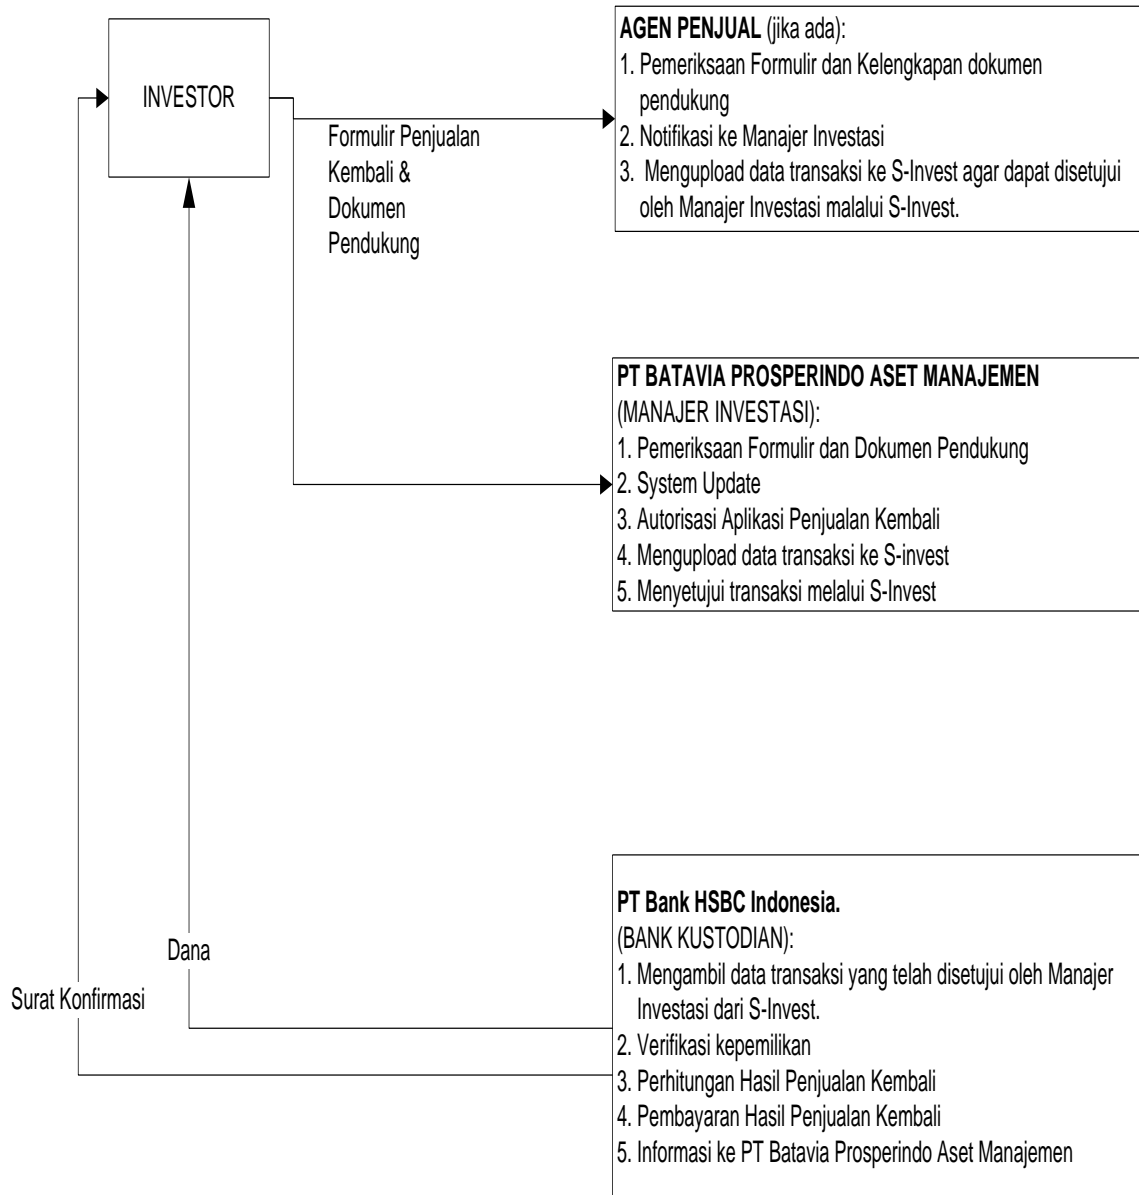 INVESTOR
Formulir Penjualan
Kembali &
Dokumen
Pendukung
AGEN PENJUAL (jika ada):
1. Pemeriksaan Formulir dan Kelengkapan dokumen
pendukung
2. Notifikasi ke Manajer Investasi
3. Mengupload data transaksi ke S-Invest agar dapat disetujui
oleh Manajer Investasi malalui S-Invest.
PT BATAVIA PROSPERINDO ASET MANAJEMEN
(MANAJER INVESTASI):
1. Pemeriksaan Formulir dan Dokumen Pendukung
2. System Update
3. Autorisasi Aplikasi Penjualan Kembali
4. Mengupload data transaksi ke S-invest
5. Menyetujui transaksi melalui S-Invest
PT Bank HSBC Indonesia.
(BANK KUSTODIAN):
1. Mengambil data transaksi yang telah disetujui oleh Manajer
Investasi dari S-Invest.
2. Verifikasi kepemilikan
3. Perhitungan Hasil Penjualan Kembali
4. Pembayaran Hasil Penjualan Kembali
5. Informasi ke PT Batavia Prosperindo Aset Manajemen
Dana
Surat Konfirmasi